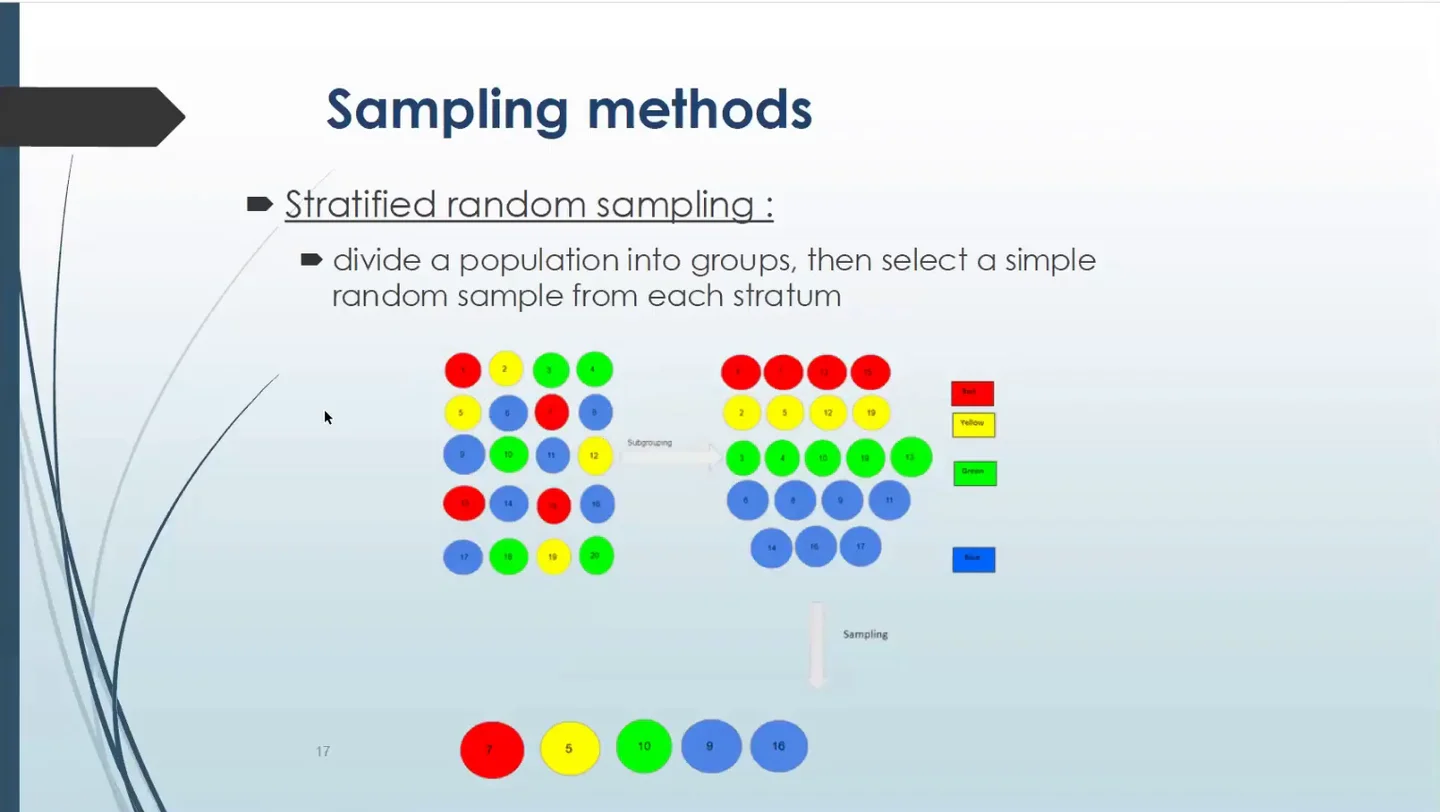 Sampling methods
Stratified random sampling :
divide a population into groups, then select a simple
random sample from each stratum
1 2 3 4
5 6 7 8
9 10 11 12
14 15 16
17 18 19 20
Subgrouping
2 5 12 19
3 4 10
6 8 9 11
14 16 17
Red
Yellow
Green
Blue
Sampling
7 5 10 9 16
17